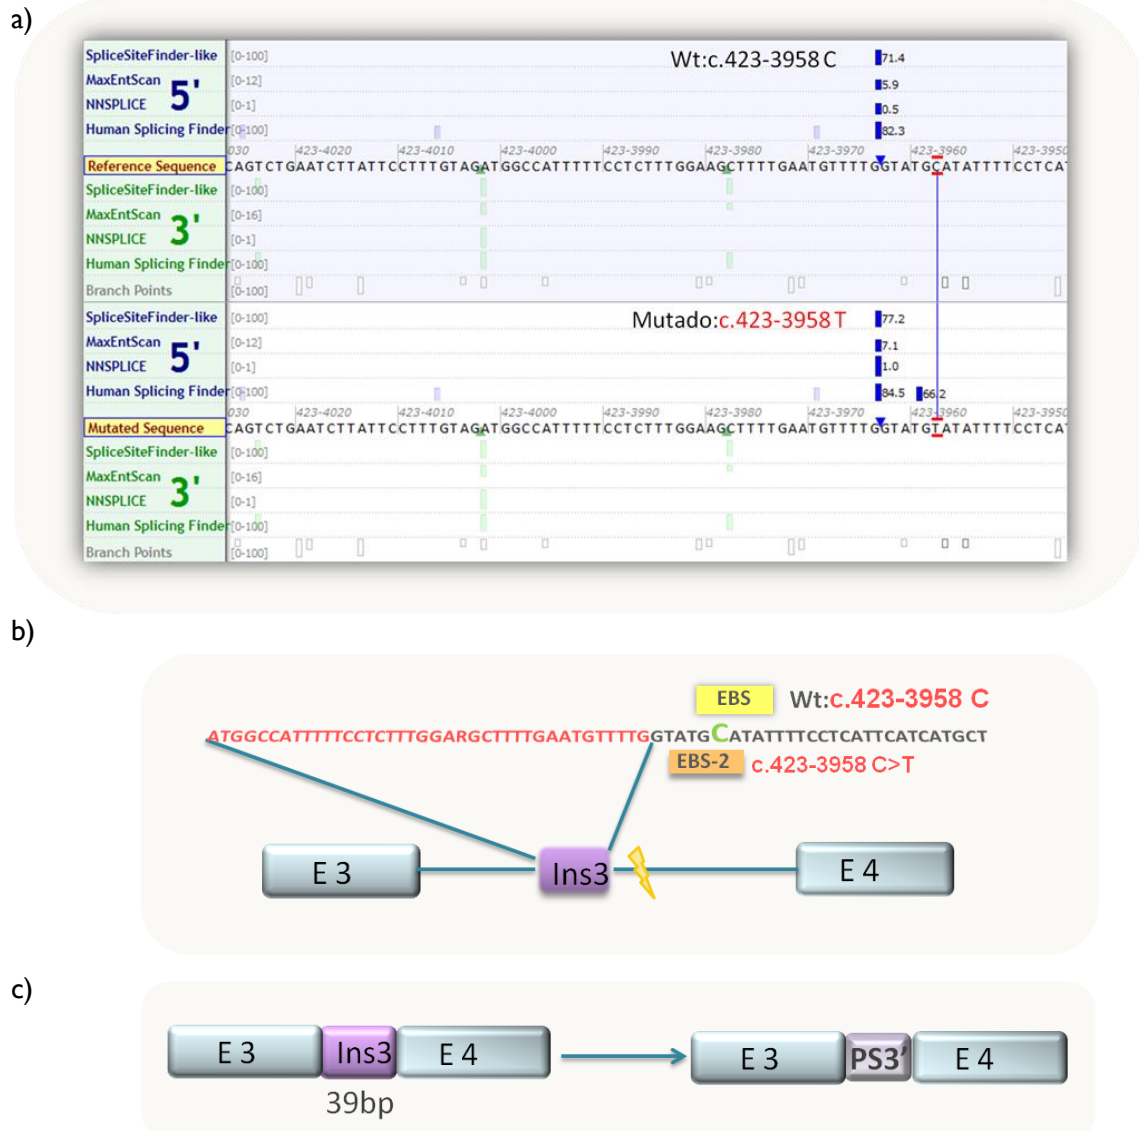 a)
SpliceSiteFinder-like [0-100] Wt:c.423-3958 C 71.4
MaxEntScan [0-12] 5.9
5'
NNSPLICE [0-1] 0.5
Human Splicing Finder [0-100] 82.3
030 423-4020 423-4010 423-4000 423-3990 423-3980 423-3970 423-3960 423-3950
Reference Sequence CAGTCTGAATCTTATTCCTTTGTAGATGGCCATTTTTCCTCTTTGGAAGCTTTTGAATGTTTTGGTATGCATATTTTCCTCAT
SpliceSiteFinder-like [0-100]
MaxEntScan [0-16]
3'
NNSPLICE [0-1]
Human Splicing Finder [0-100]
Branch Points [0-100]
SpliceSiteFinder-like [0-100] Mutado:c.423-3958 T 77.2
MaxEntScan [0-12] 7.1
5'
NNSPLICE [0-1] 1.0
Human Splicing Finder [0-100] 84.5 66.2
030 423-4020 423-4010 423-4000 423-3990 423-3980 423-3970 423-3960 423-3950
Mutated Sequence CAGTCTGAATCTTATTCCTTTGTAGATGGCCATTTTTCCTCTTTGGAAGCTTTTGAATGTTTTGGTATGTATATTTTCCTCAT
SpliceSiteFinder-like [0-100]
MaxEntScan [0-16]
3'
NNSPLICE [0-1]
Human Splicing Finder [0-100]
Branch Points [0-100]
b)
EBS Wt:c.423-3958 C
ATGGCCATTTTTCCTCTTTGGARGCTTTTGAATGTTTTGGTATGCATATTTTCCTCATTCATCATGCT
EBS-2 c.423-3958 C>T
E 3 Ins3 E 4
c)
E 3 Ins3 E 4 E 3 PS3' E 4
39bp